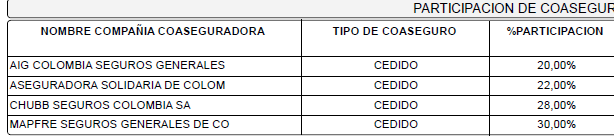 PARTICIPACION DE COASEGUR
NOMBRE COMPAÑIA COASEGURADORA TIPO DE COASEGURO %PARTICIPACION
AIG COLOMBIA SEGUROS GENERALES CEDIDO 20,00%
ASEGURADORA SOLIDARIA DE COLOM CEDIDO 22,00%
CHUBB SEGUROS COLOMBIA SA CEDIDO 28,00%
MAPFRE SEGUROS GENERALES DE CO CEDIDO 30,00%